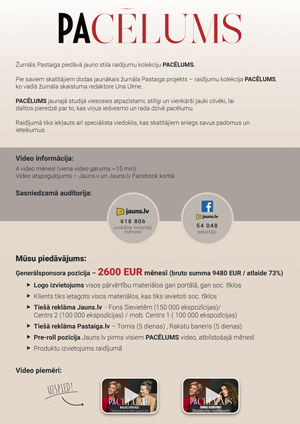 PACĒLUMS
Žurnāls Pastaiga piedāvā jauno stila raidījumu kolekciju PACĒLUMS.
Pie saviem skatītājiem dodas jaunākais žurnāla Pastaiga projekts – raidījumu kolekcija PACĒLUMS,
ko vadīs žurnāla skaistuma redaktore Una Ulme.
PACĒLUMS jaunajā studijā viesosies atpazīstami, stilīgi un vienkārši jauki cilvēki, lai
dalītos pieredzē par to, kas viņus iedvesmo un rada dzīvē pacēlumu.
Raidījumā tiks iekļauts arī speciālista viedoklis, kas skatītājiem sniegs savus padomus un
ieteikumus.
Video informācija:
4 video mēnesī (viena video garums ~15 min)
Video atspoguļojums – Jauns.v un Jauns.lv Facebook kontā
Sasniedzamā auditorija:
jauns.lv
618 806
unikālie lietotāji
mēnesī
jauns.lv
54 048
sekotāji
Mūsu piedāvājums:
Ģenerālsponsora pozīcija – 2600 EUR mēnesī (bruto summa 9480 EUR / atlaide 73%)
Logo izvietojums visos pārvērtību materiālos gan portālā, gan soc. tīklos
Klients tiks ietagots visos materiālos, kas tiks ievietoti soc. tīklos
Tiešā reklāma Jauns.lv - Fons Sievietēm (150 000 ekspozīcijas)/
Centrs 2 (100 000 ekspozīcijas) / mob. Centrs 1 ( 100 000 ekspozīcijas)
Tiešā reklāma Pastaiga.lv – Tornis (5 dienas) , Rakstu baneris (5 dienas)
Pre-roll pozīcija Jauns.lv pirms visiem PACĒLUMS video, atbilstošajā mēnesī
Produktu izvietojums raidījumā
Video piemēri:
UZSPIED!
PACĒLUMS
PACĒLUMS